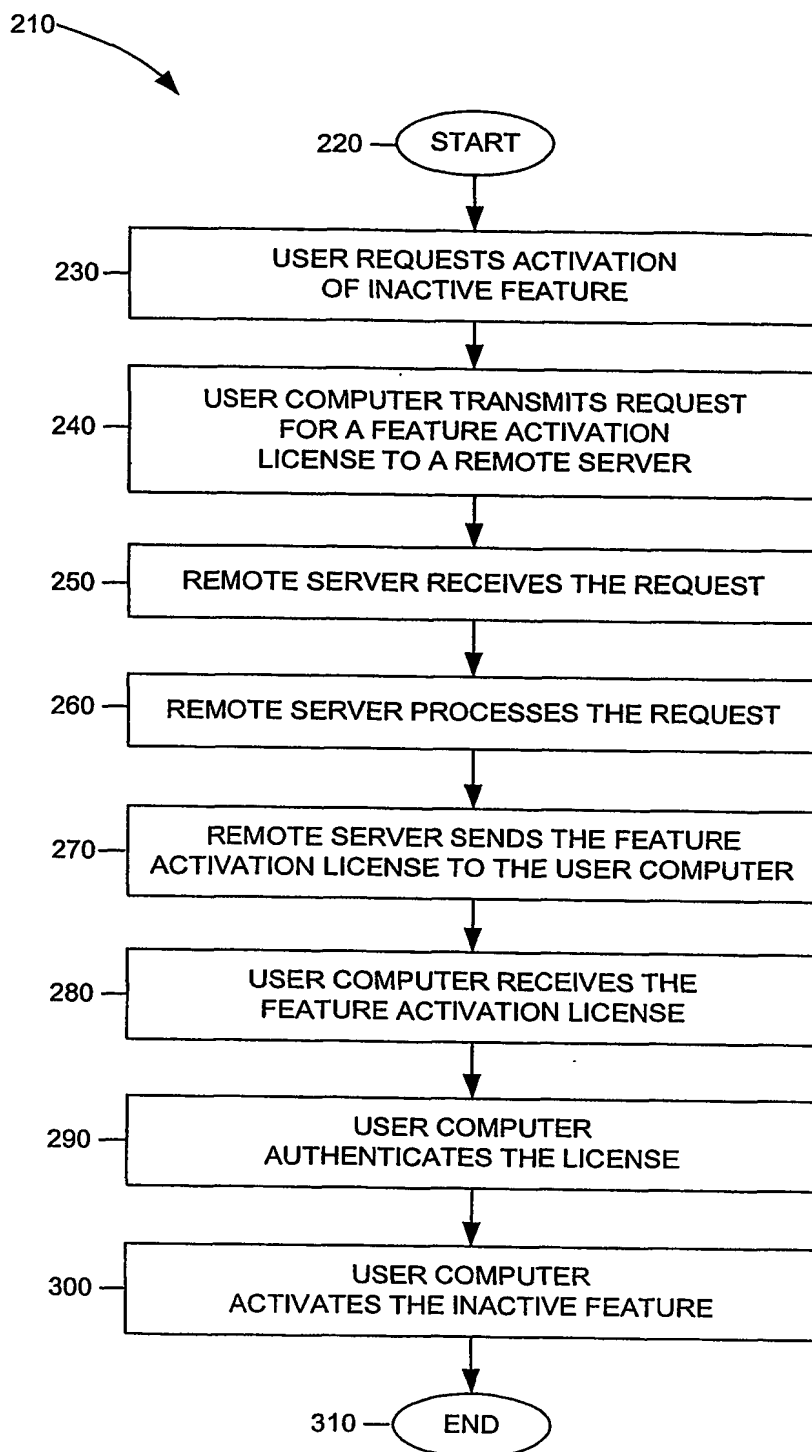 210
220
START
230
USER REQUESTS ACTIVATION
OF INACTIVE FEATURE
240
USER COMPUTER TRANSMITS REQUEST
FOR A FEATURE ACTIVATION
LICENSE TO A REMOTE SERVER
250
REMOTE SERVER RECEIVES THE REQUEST
260
REMOTE SERVER PROCESSES THE REQUEST
270
REMOTE SERVER SENDS THE FEATURE
ACTIVATION LICENSE TO THE USER COMPUTER
280
USER COMPUTER RECEIVES THE
FEATURE ACTIVATION LICENSE
290
USER COMPUTER
AUTHENTICATES THE LICENSE
300
USER COMPUTER
ACTIVATES THE INACTIVE FEATURE
310
END